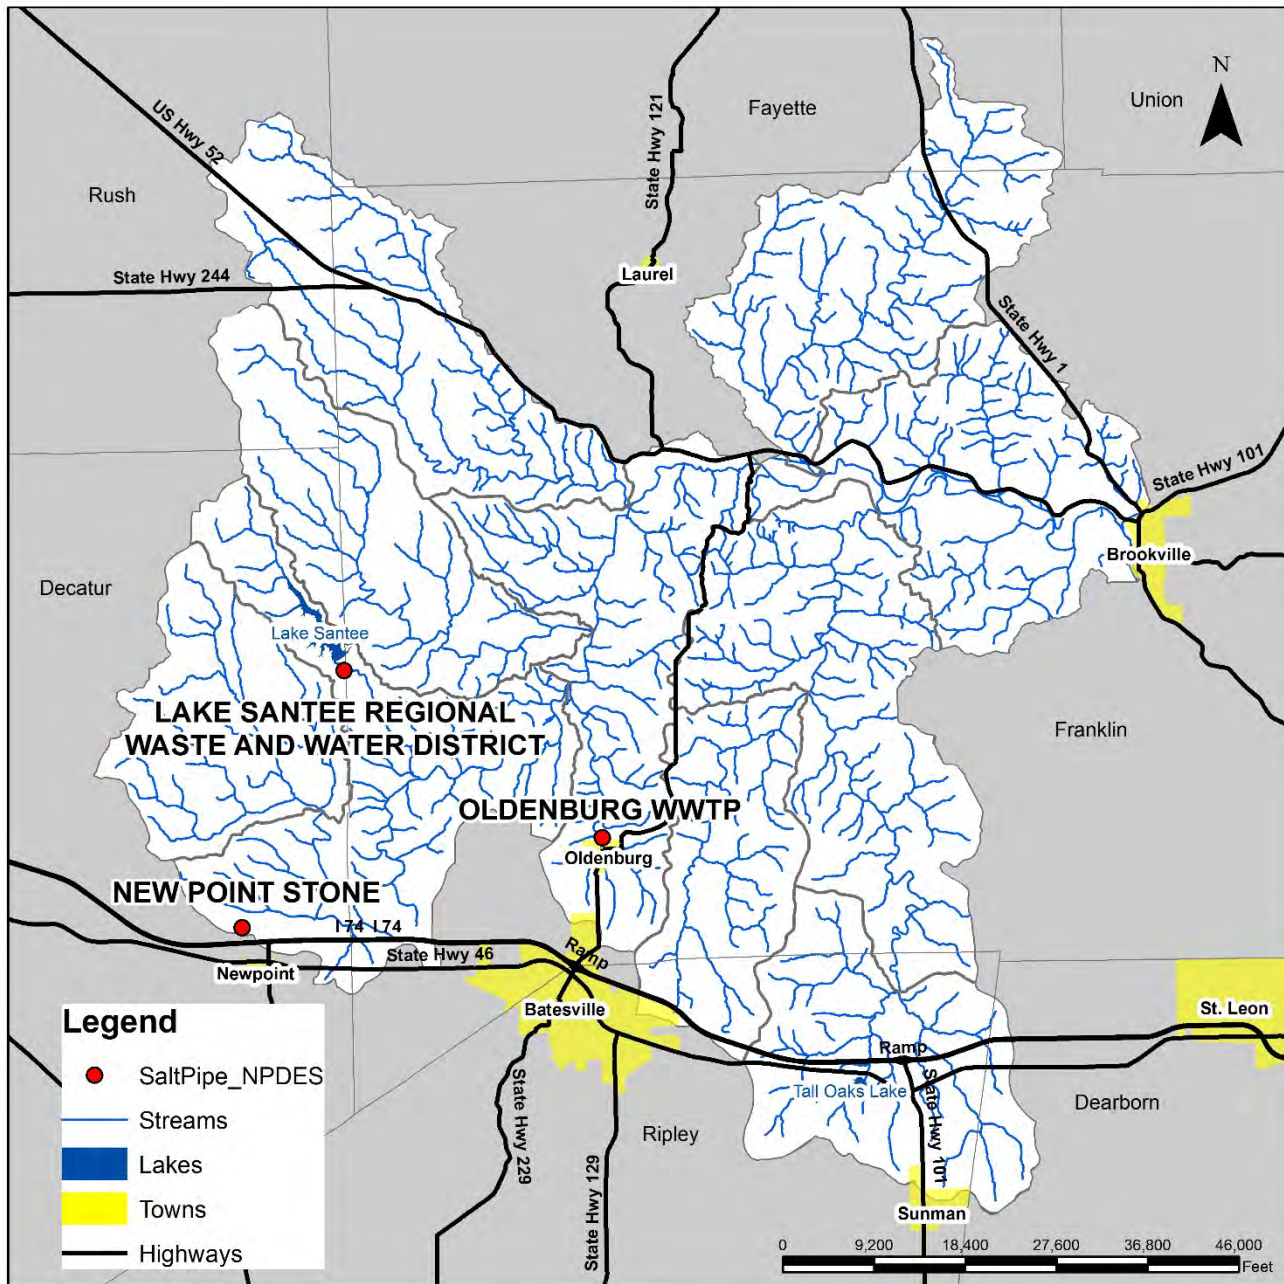 Fayette
Union
N
US Hwy 52
State Hwy 121
Rush
State Hwy 244
Laurel
State Hwy 1
State Hwy 101
Brookville
Decatur
Lake Santee
LAKE SANTEE REGIONAL
WASTE AND WATER DISTRICT
Franklin
OLDENBURG WWTP
Oldenburg
NEW POINT STONE
I 74 I 74
State Hwy 46
Ramp
Newpoint
Batesville
St. Leon
Ramp
Tall Oaks Lake
State Hwy 101
Dearborn
State Hwy 229
State Hwy 129
Ripley
Sunman
Legend
SaltPipe_NPDES
Streams
Lakes
Towns
Highways
0 9,200 18,400 27,600 36,800 46,000
Feet